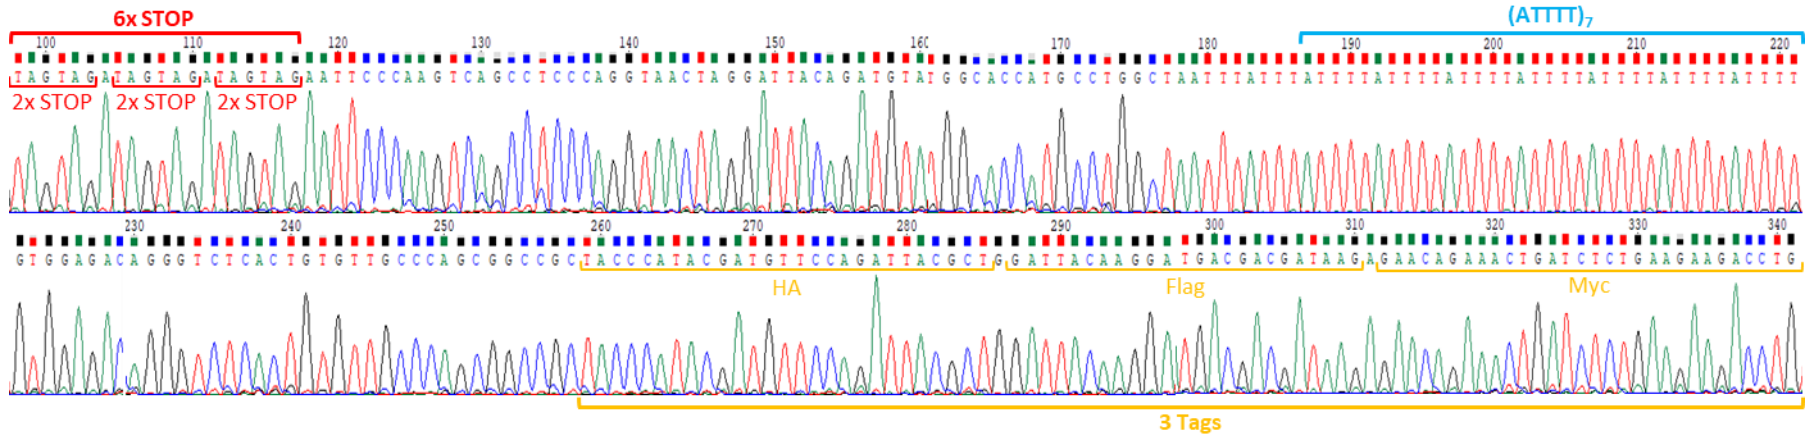 6x STOP (ATTTT)7
100 110 120 130 140 150 160 170 180 190 200 210 220
TAGTAGATAGTAGATAGTAGAATTCCCAAGTCAGCCTCCCAGGTAACTAGGATTACAGATGTATGGCACCATGCCTGGCTAATTTATTTATTTTATTTTATTTTATTTTATTTTATTTTATTTT
2x STOP 2x STOP 2x STOP
230 240 250 260 270 280 290 300 310 320 330 340
GTGGAGACAGGGTCTCACTGTGTTGCCCAGCGGCCGCTACCCATACGATGTTCCAGATTACGCTGGATTACAAGGATGACGACGATAAGAGAACAGAAACTGATCTCTGAAGAAGACCTG
HA Flag Myc
3 Tags